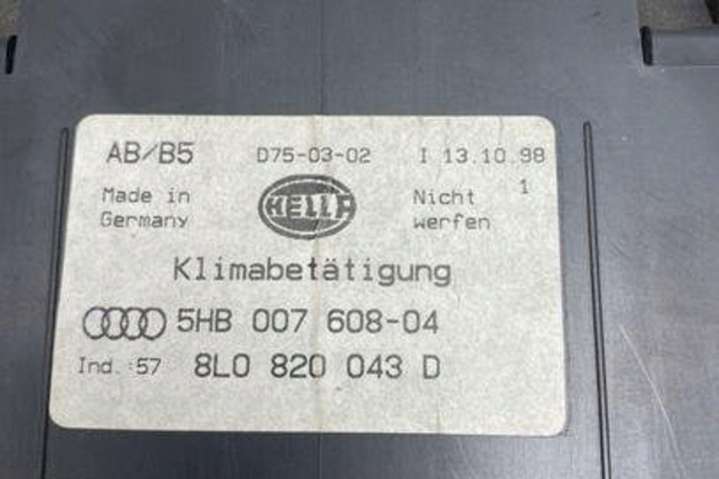 AB/B5 D75-03-02 I 13.10.98
Made in Germany
HELLA
Nicht werfen
1
Klimabetätigung
5HB 007 608-04
Ind.:57 8L0 820 043 D